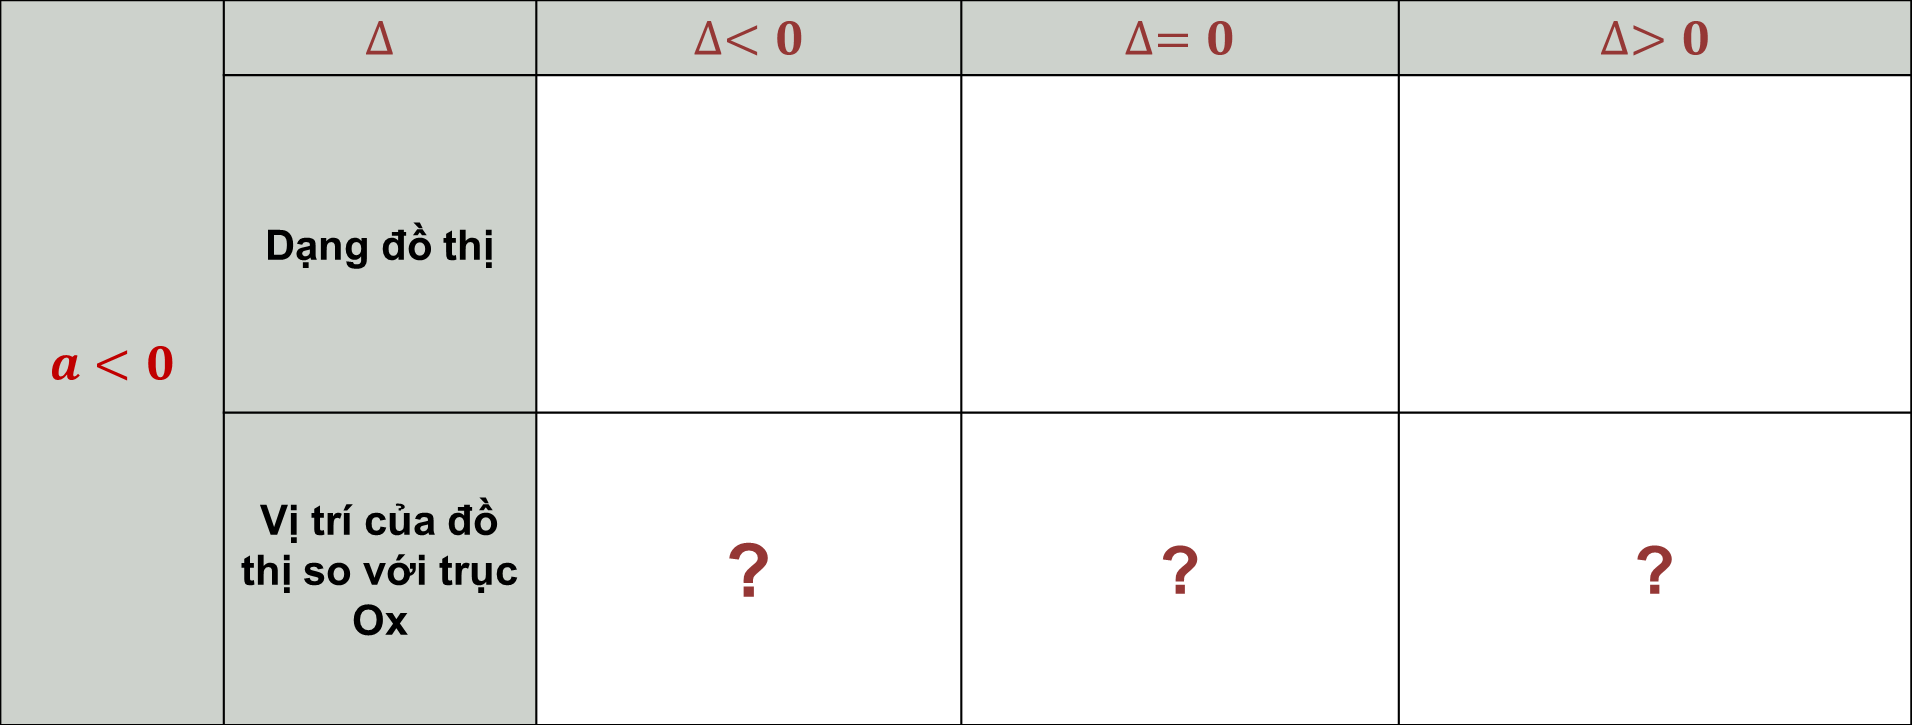 Δ
Δ< 0
Δ= 0
Δ> 0
Dạng đồ thị
a < 0
Vị trí của đồ
thị so với trục
Ox
?
?
?